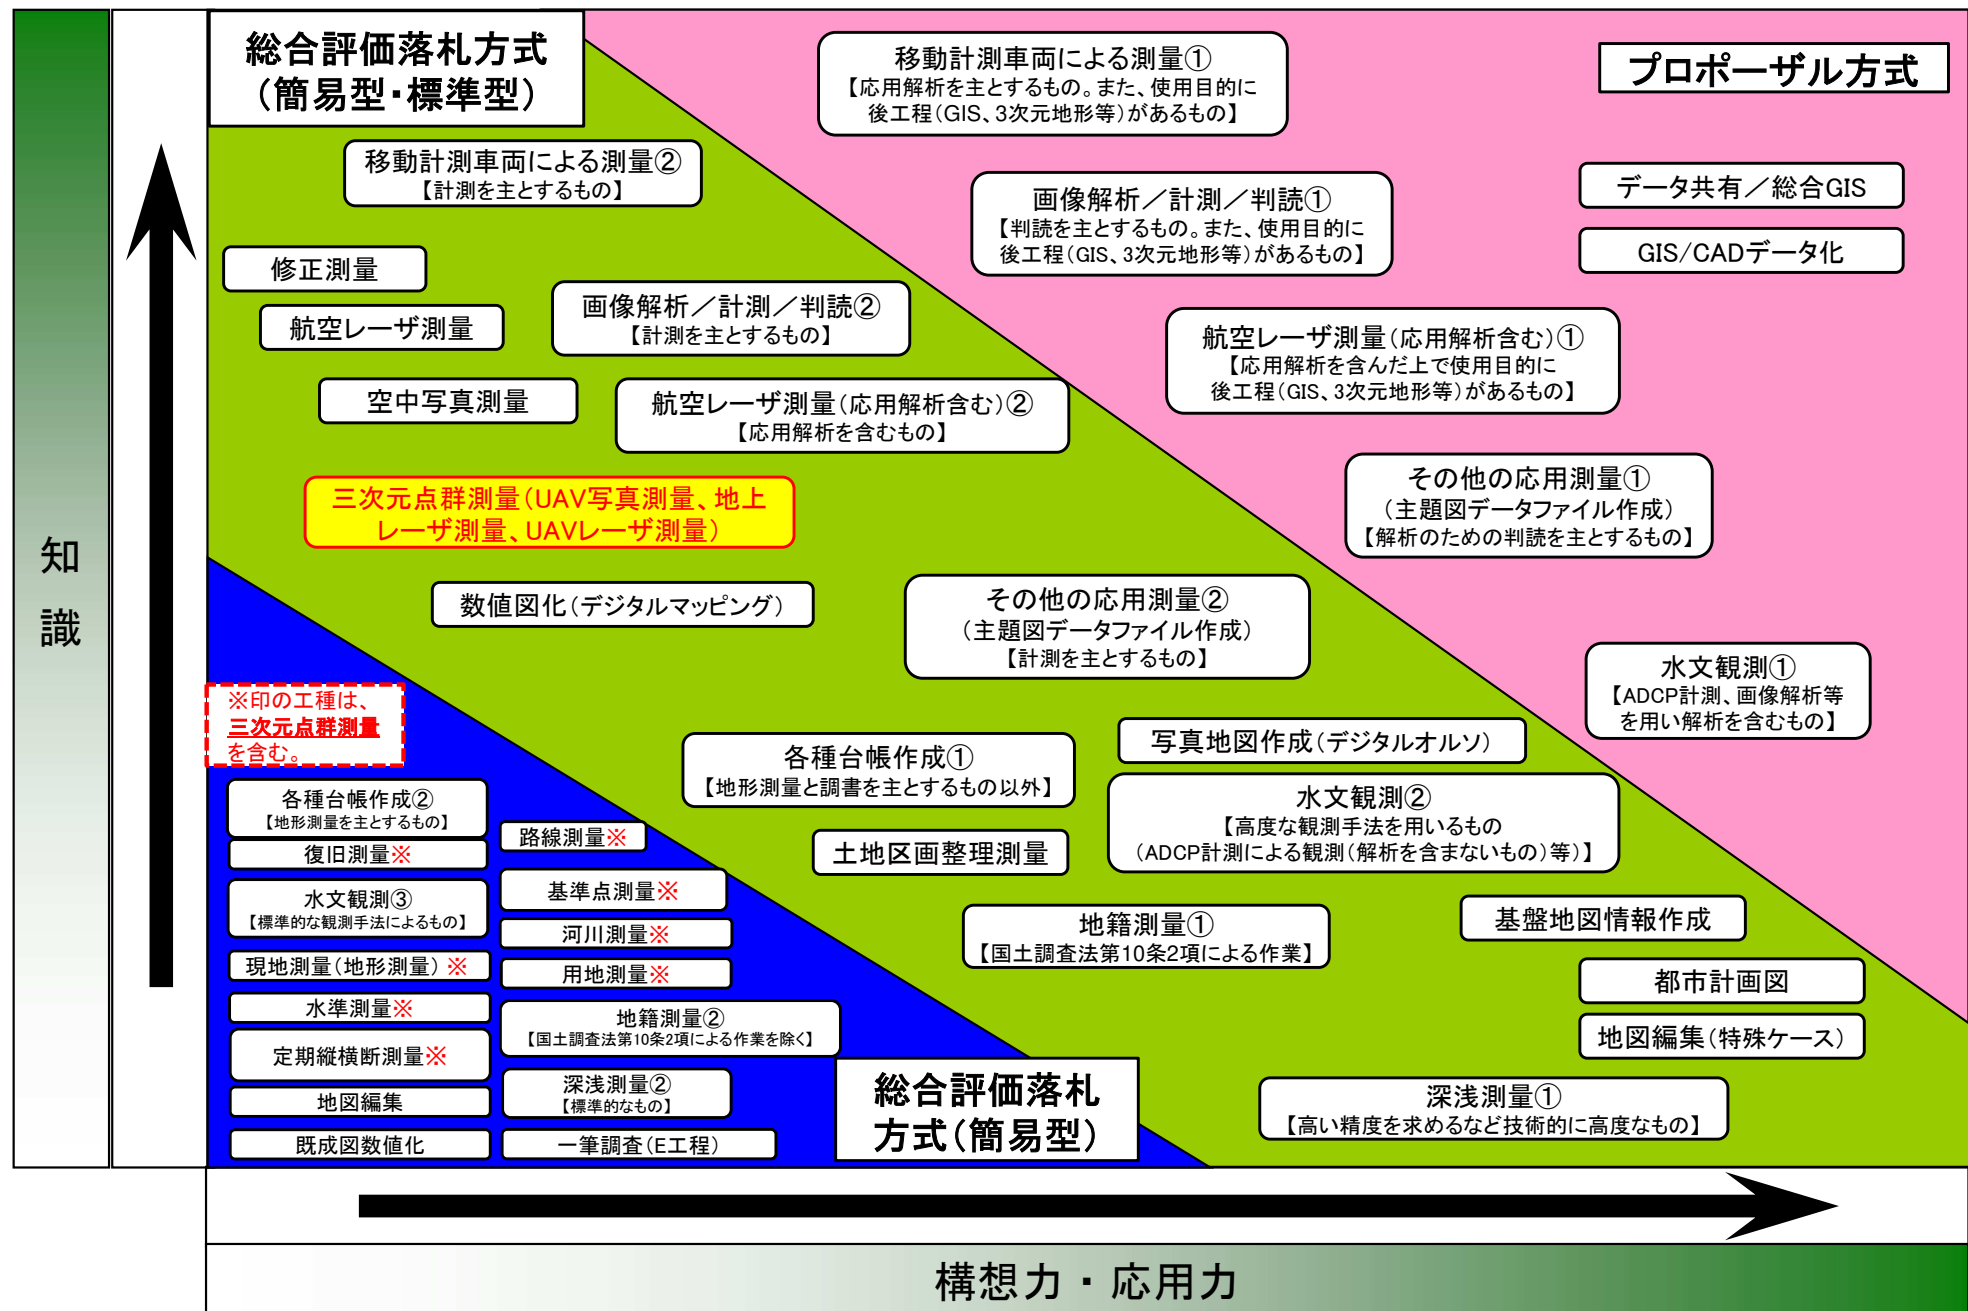 総合評価落札方式
（簡易型・標準型）
プロポーザル方式
移動計測車両による測量①
【応用解析を主とするもの。また、使用目的に
後工程（GIS、3次元地形等）があるもの】
移動計測車両による測量②
【計測を主とするもの】
画像解析／計測／判読①
【判読を主とするもの。また、使用目的に
後工程（GIS、3次元地形等）があるもの】
データ共有／総合GIS
GIS/CADデータ化
修正測量
航空レーザ測量
画像解析／計測／判読②
【計測を主とするもの】
航空レーザ測量（応用解析含む）①
【応用解析を含んだ上で使用目的に
後工程（GIS、3次元地形等）があるもの】
空中写真測量
航空レーザ測量（応用解析含む）②
【応用解析を含むもの】
三次元点群測量（UAV写真測量、地上
レーザ測量、UAVレーザ測量）
その他の応用測量①
（主題図データファイル作成）
【解析のための判読を主とするもの】
数値図化（デジタルマッピング）
その他の応用測量②
（主題図データファイル作成）
【計測を主とするもの】
水文観測①
【ADCP計測、画像解析等
を用い解析を含むもの】
知
識
※印の工種は、
三次元点群測量
を含む。
各種台帳作成①
【地形測量と調書を主とするもの以外】
写真地図作成（デジタルオルソ）
水文観測②
【高度な観測手法を用いるもの
（ADCP計測による観測（解析を含まないもの）等）】
土地区画整理測量
地籍測量①
【国土調査法第10条2項による作業】
基盤地図情報作成
都市計画図
地図編集（特殊ケース）
深浅測量①
【高い精度を求めるなど技術的に高度なもの】
各種台帳作成②
【地形測量を主とするもの】
復旧測量※
水文観測③
【標準的な観測手法によるもの】
現地測量（地形測量）※
水準測量※
定期縦横断測量※
地図編集
既成図数値化
路線測量※
基準点測量※
河川測量※
用地測量※
地籍測量②
【国土調査法第10条2項による作業を除く】
深浅測量②
【標準的なもの】
一筆調査（E工程）
総合評価落札
方式（簡易型）
構想力・応用力